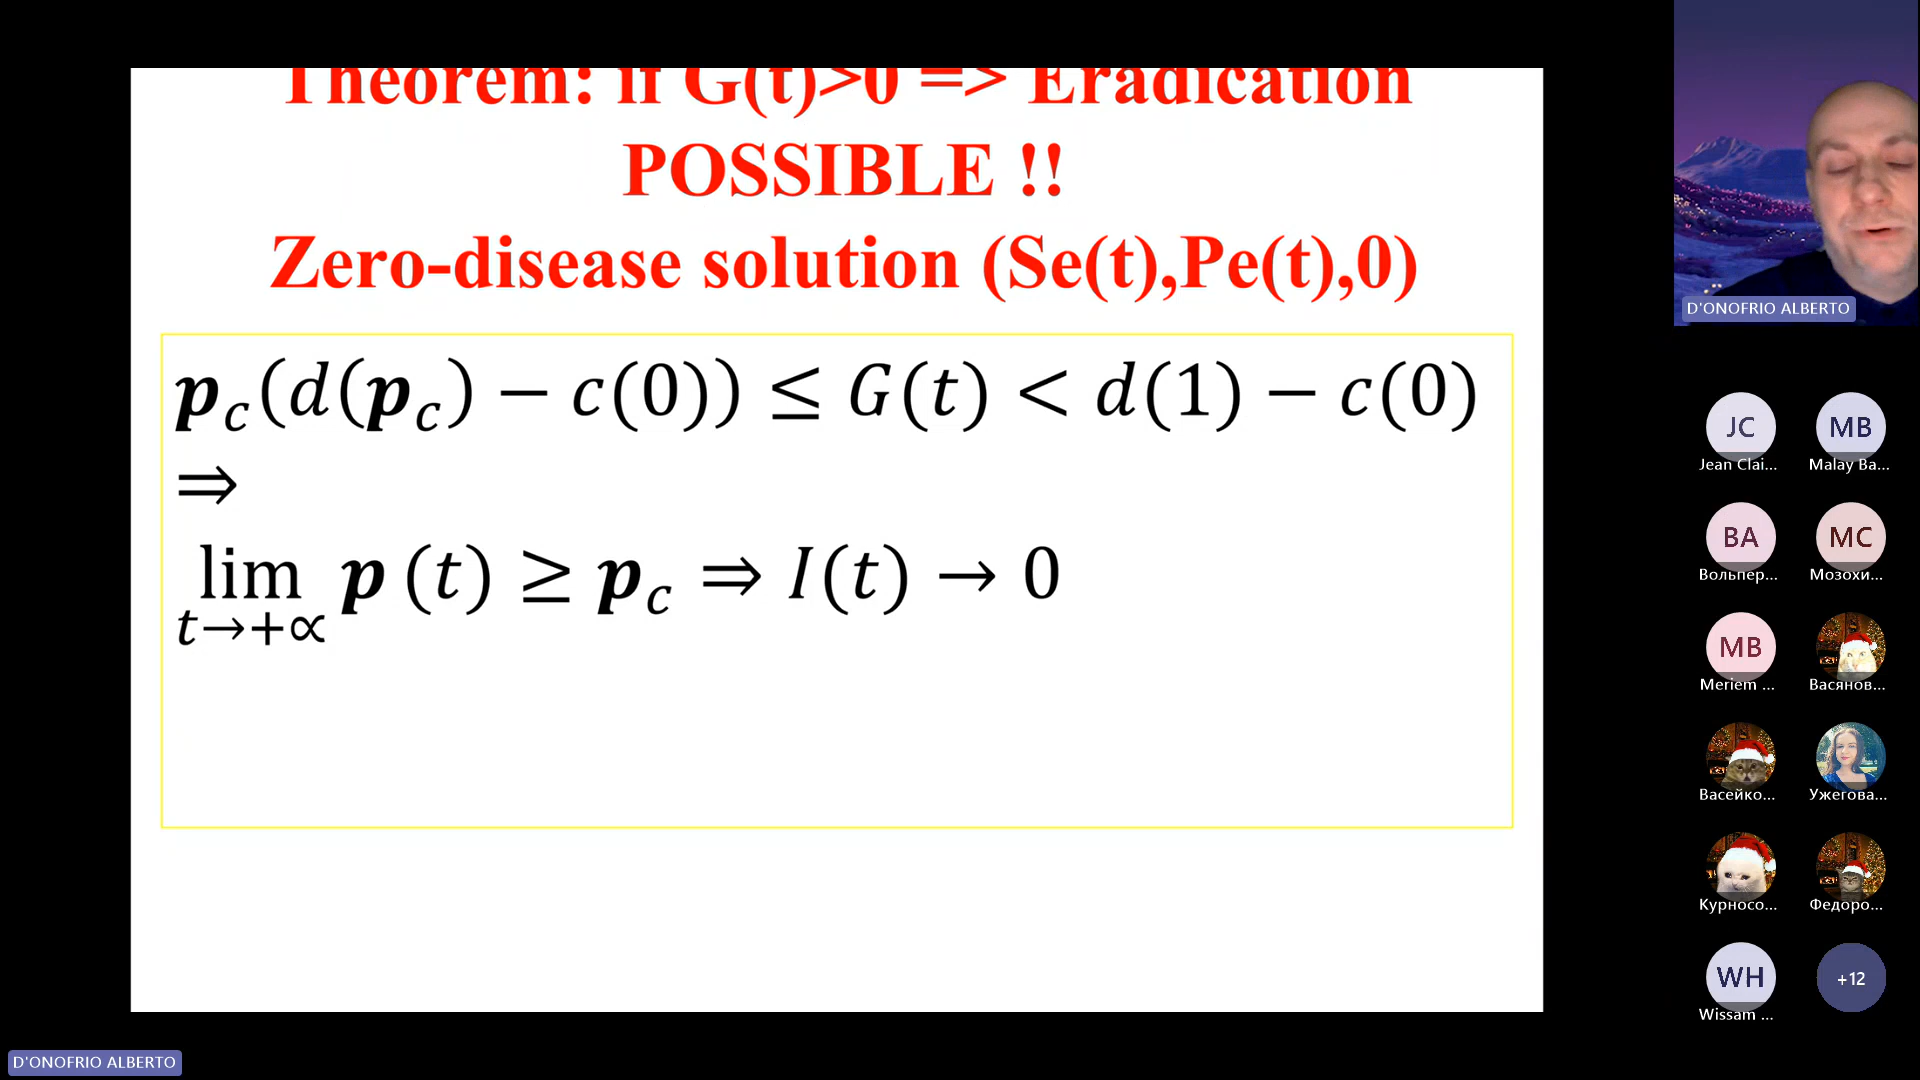 Theorem: if G(t)>0 => Eradication
POSSIBLE !!
Zero-disease solution (Se(t),Pe(t),0)
𝒑_c(d(𝒑_c) − c(0)) ≤ G(t) < d(1) − c(0)
⇒
lim 𝒑 (t) ≥ 𝒑_c ⇒ I(t) → 0
t→+∝
D'ONOFRIO ALBERTO
JC
Jean Clai...
MB
Malay Ba...
BA
Вольпер...
MC
Мозохи...
MB
Meriem ...
Васянов...
Васейко...
Ужегова...
Курносо...
Федоро...
WH
Wissam ...
+12
D'ONOFRIO ALBERTO